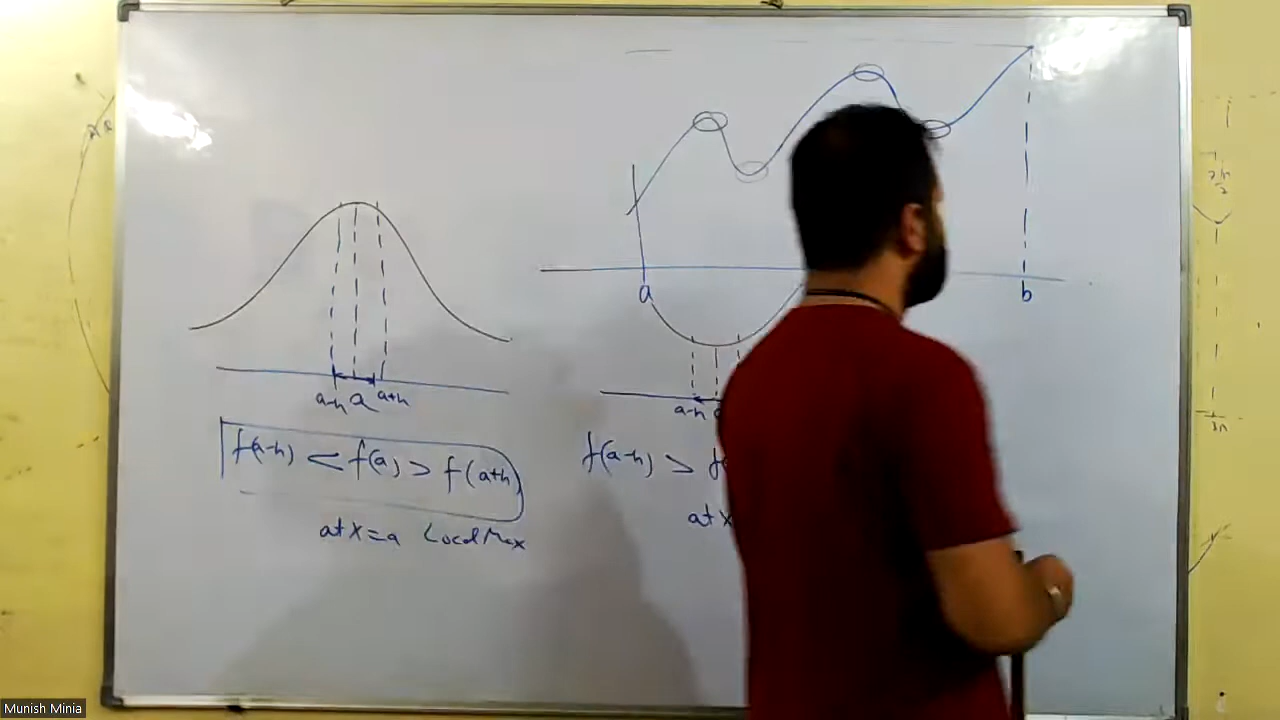 a b
a-h a a+h
f(a-h) < f(a) > f(a+h)
at x=a Local Max
a-h
f(a-h) > f
at x
Munish Minia